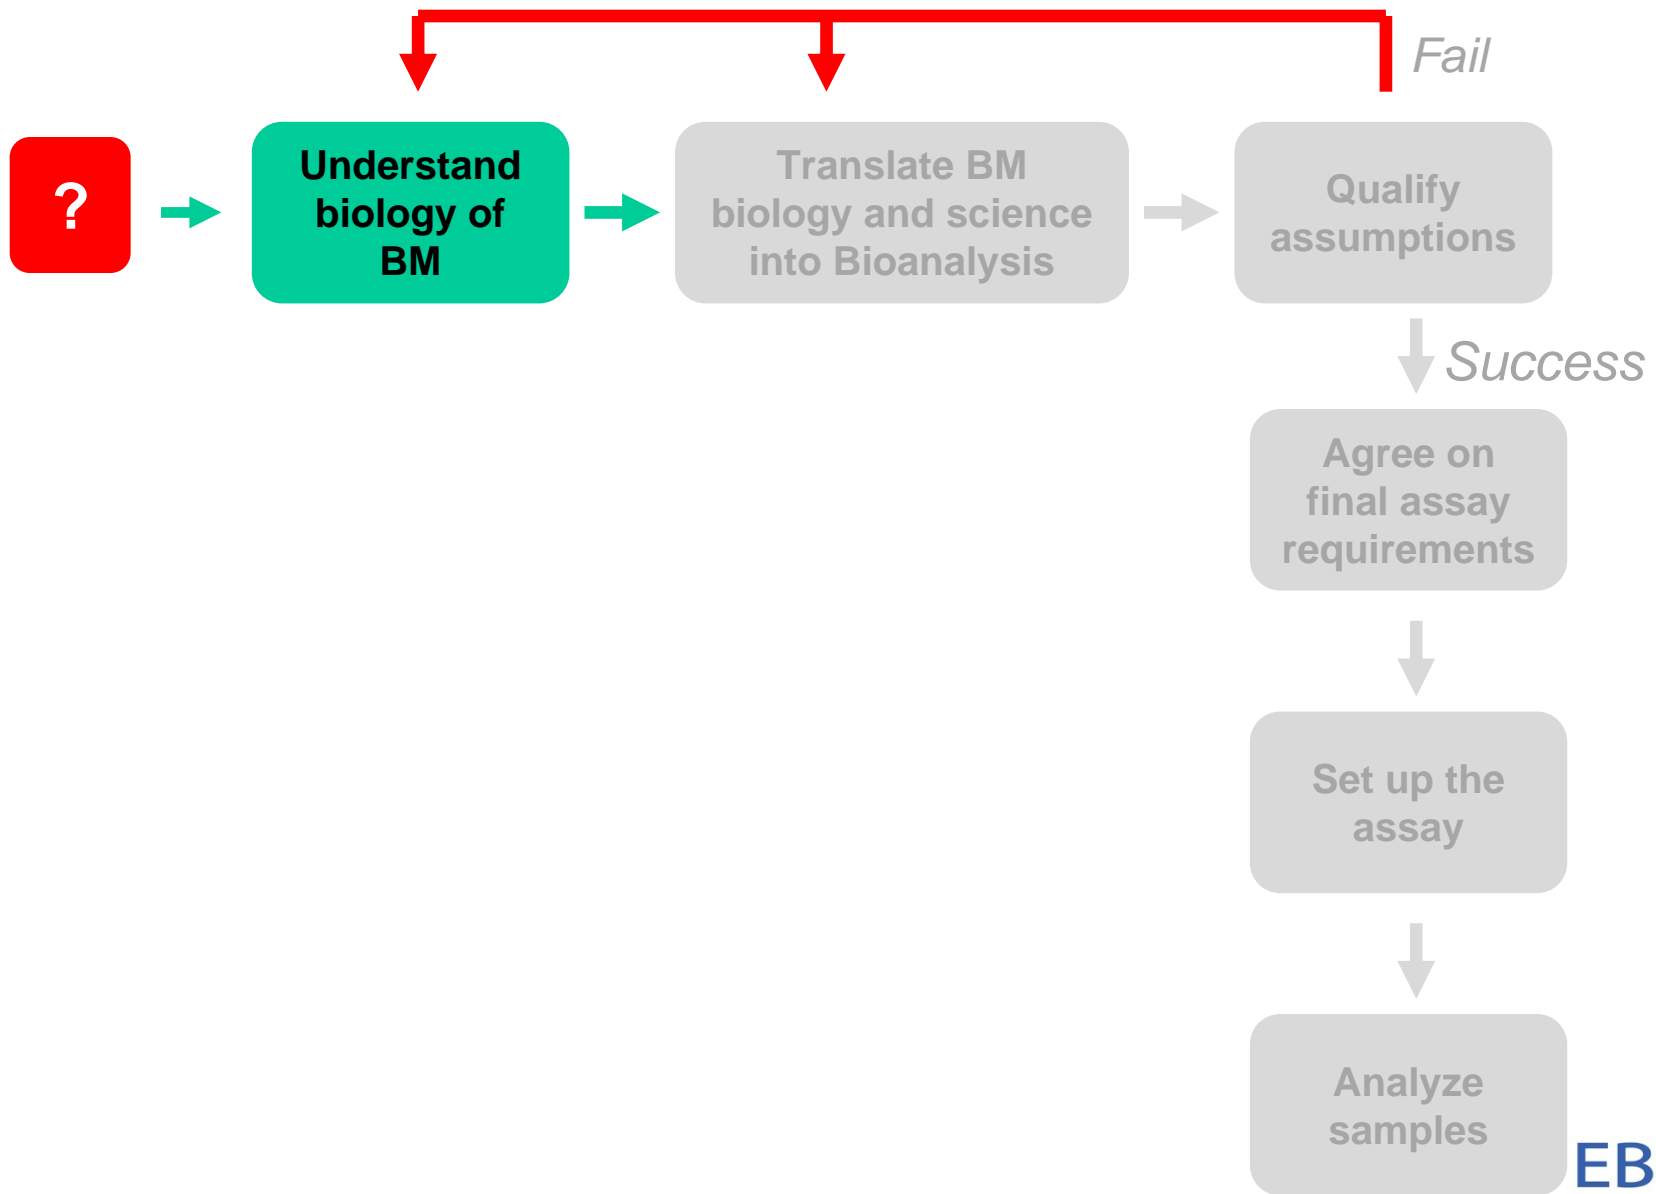 Fail
?
Understand
biology of
BM
Translate BM
biology and science
into Bioanalysis
Qualify
assumptions
Success
Agree on
final assay
requirements
Set up the
assay
Analyze
samples
EB